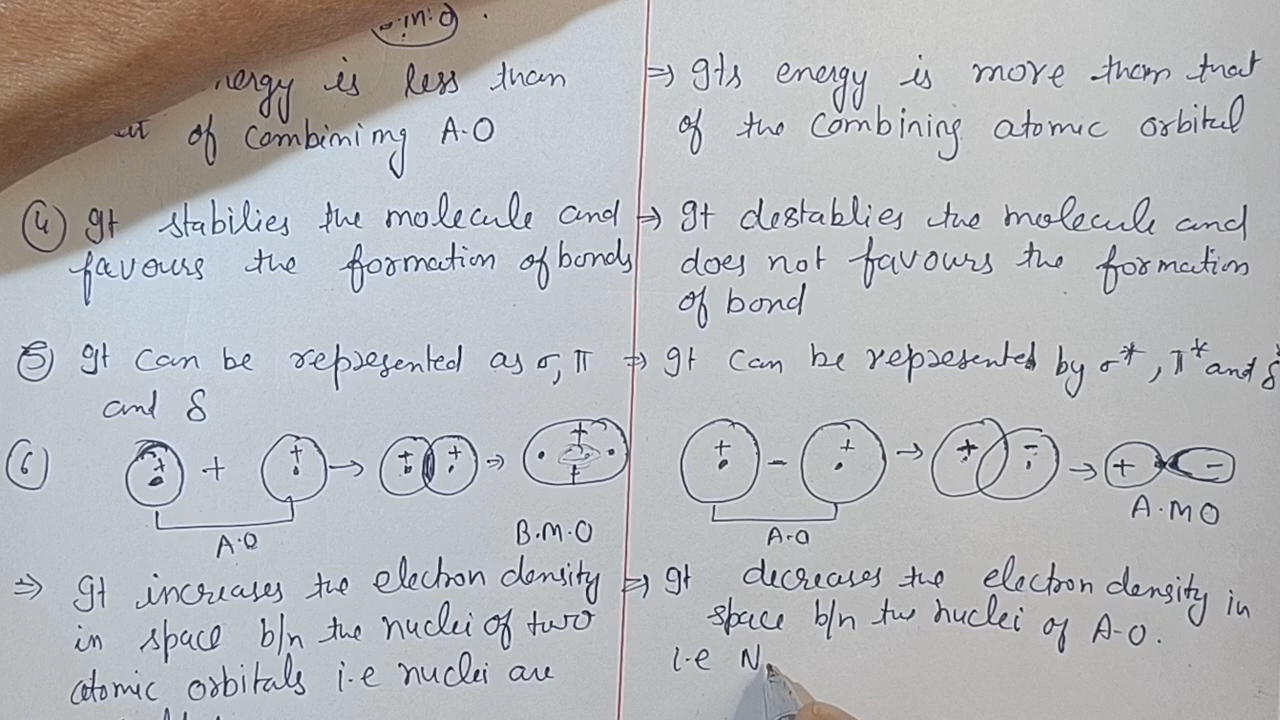 M.O.
nergy is less than
of Combining A.O
④ It stabilies the molecule and
favours the formation of bonds
⑤ It can be represented as σ, π
and δ
⑥ + + + → + + ⇒ + +
A.O
B.M.O
⇒ It increases the electron density
in space b/n the nuclei of two
atomic orbitals i.e nuclei are
⇒ Its energy is more than that
of the Combining atomic orbital
⇒ It destablies the molecule and
does not favours the formation
of bond
⇒ It can be represented by σ*, π* and δ*
+ - + → + - → + -
A.O
A.MO
⇒ It decreases the electron density in
space b/n the nuclei of A.O.
i.e N